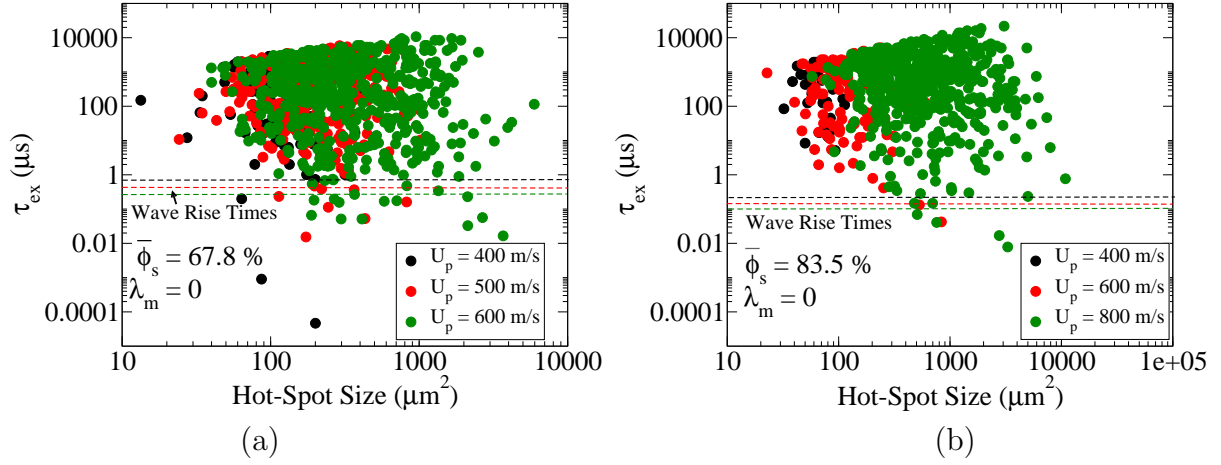 10000
100
1
0.01
0.0001
τex (μs)
Wave Rise Times
φ̅s = 67.8 %
λm = 0
Up = 400 m/s
Up = 500 m/s
Up = 600 m/s
10 100 1000 10000
Hot-Spot Size (μm²)
(a)
10000
100
1
0.01
0.0001
τex (μs)
Wave Rise Times
φ̅s = 83.5 %
λm = 0
Up = 400 m/s
Up = 600 m/s
Up = 800 m/s
10 100 1000 10000 1e+05
Hot-Spot Size (μm²)
(b)